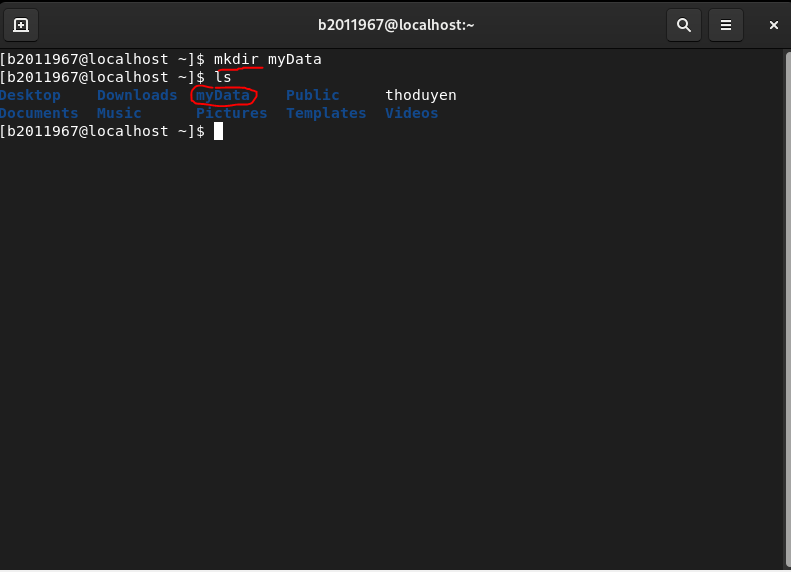 b2011967@localhost:~
[b2011967@localhost ~]$ mkdir myData
[b2011967@localhost ~]$ ls
Desktop    Downloads  myData    Public     thoduyen
Documents  Music      Pictures  Templates  Videos
[b2011967@localhost ~]$